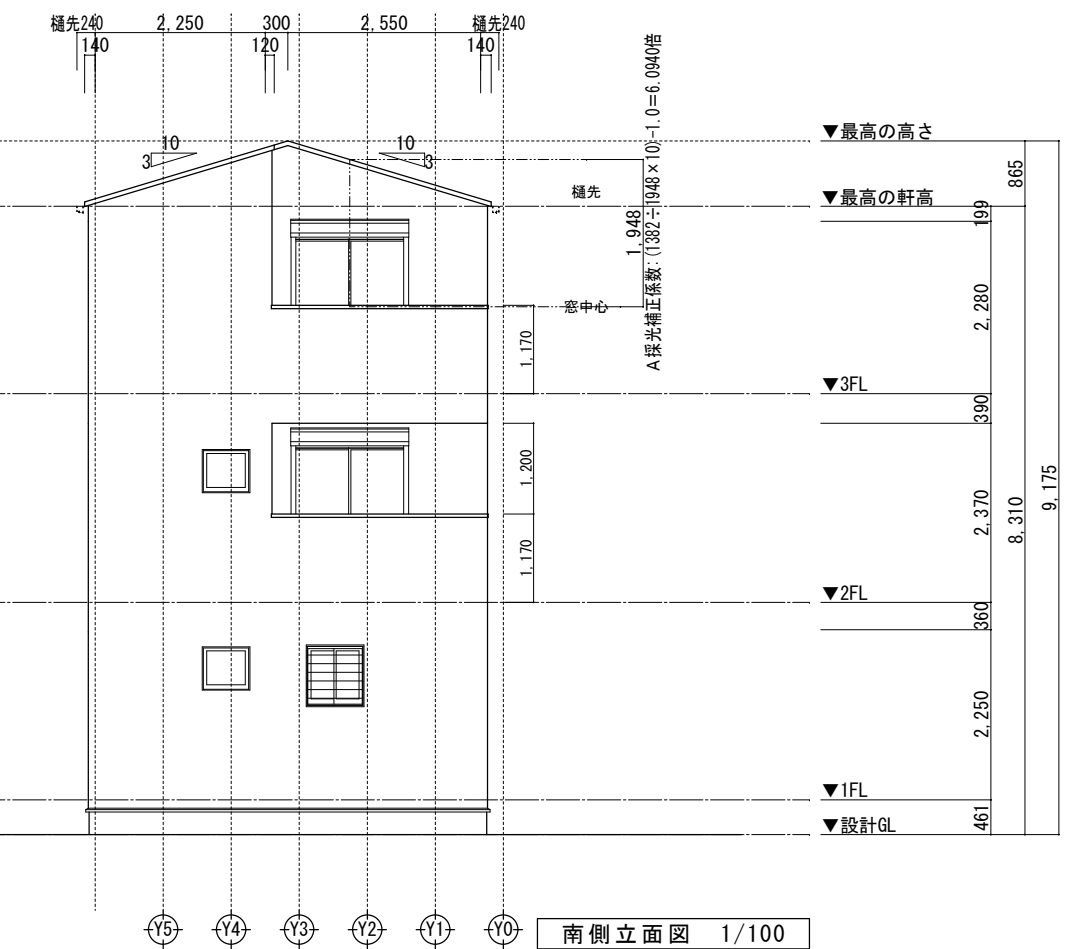 樋先240 2,250 300 2,550 樋先240
140 120 140
10
3
10
3
樋先
窓中心
1,948
A採光補正係数:(1382÷1948×10)-1.0=6.0940倍
▼最高の高さ
▼最高の軒高
▼3FL
▼2FL
▼1FL
▼設計GL
1,170
1,200
1,170
865
199
2,280
390
2,370
360
2,250
461
8,310
9,175
Y5 Y4 Y3 Y2 Y1 Y0
南側立面図 1/100